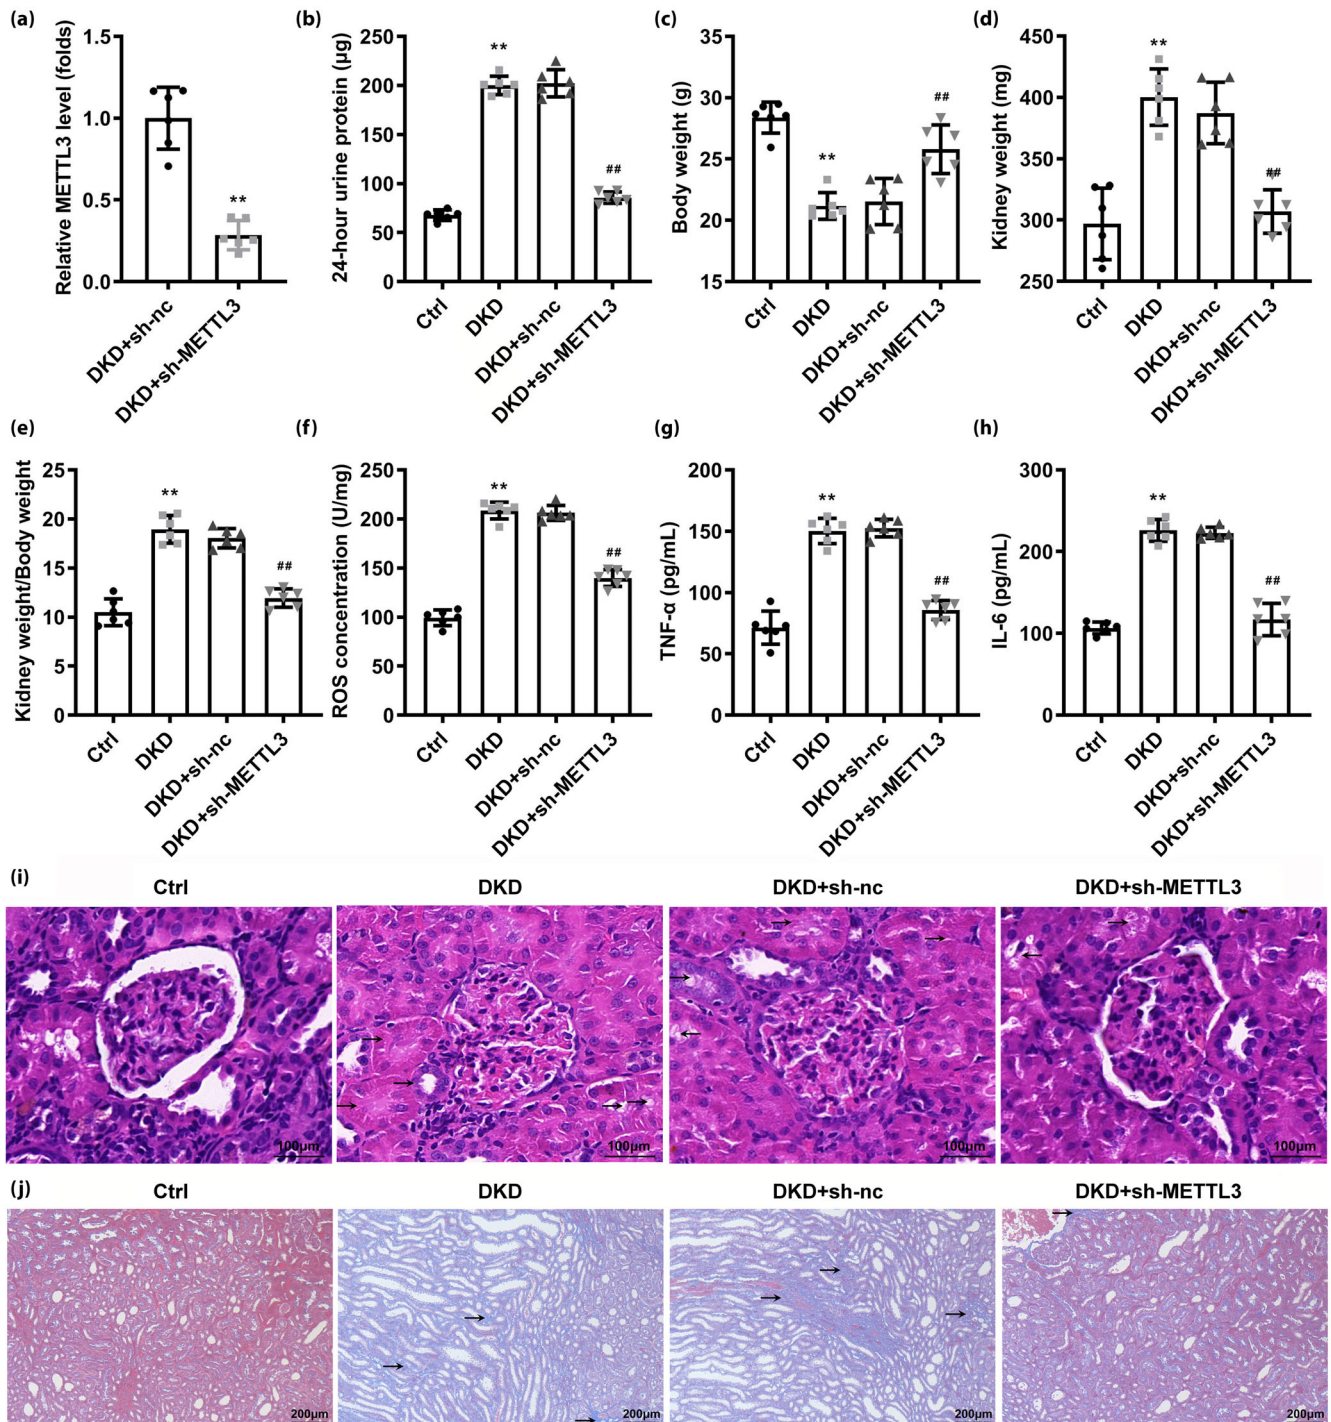 (a)
Relative METTL3 level (folds)
1.5
1.0
0.5
0.0
**
DKD+sh-nc
DKD+sh-METTL3
(b)
24-hour urine protein (μg)
250
200
150
100
50
0
**
##
Ctrl
DKD
DKD+sh-nc
DKD+sh-METTL3
(c)
Body weight (g)
35
30
25
20
15
**
##
Ctrl
DKD
DKD+sh-nc
DKD+sh-METTL3
(d)
Kidney weight (mg)
450
400
350
300
250
**
##
Ctrl
DKD
DKD+sh-nc
DKD+sh-METTL3
(e)
Kidney weight/Body weight
25
20
15
10
5
0
**
##
Ctrl
DKD
DKD+sh-nc
DKD+sh-METTL3
(f)
ROS concentration (U/mg)
250
200
150
100
50
0
**
##
Ctrl
DKD
DKD+sh-nc
DKD+sh-METTL3
(g)
TNF-α (pg/mL)
200
150
100
50
0
**
##
Ctrl
DKD
DKD+sh-nc
DKD+sh-METTL3
(h)
IL-6 (pg/mL)
300
200
100
0
**
##
Ctrl
DKD
DKD+sh-nc
DKD+sh-METTL3
(i)
Ctrl
DKD
DKD+sh-nc
DKD+sh-METTL3
100μm
100μm
100μm
100μm
(j)
Ctrl
DKD
DKD+sh-nc
DKD+sh-METTL3
200μm
200μm
200μm
200μm